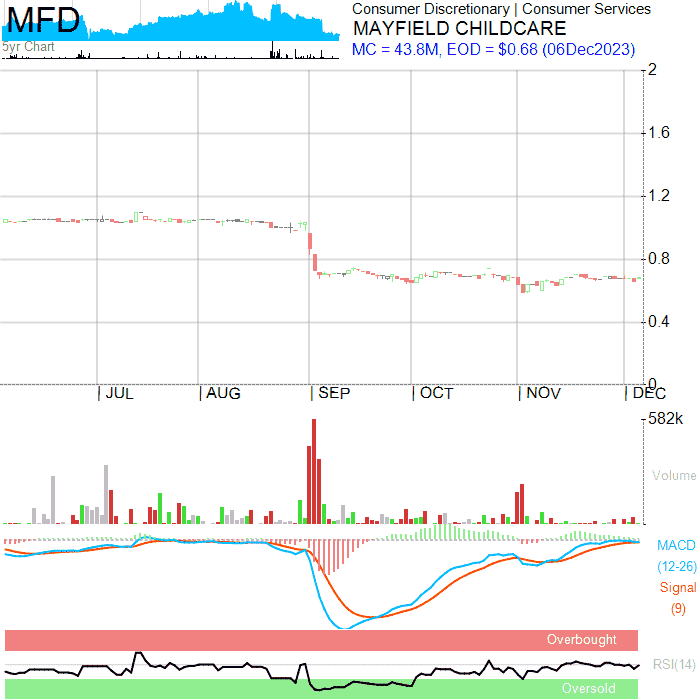 MFD
5yr Chart
Consumer Discretionary | Consumer Services
MAYFIELD CHILDCARE
MC = 43.8M, EOD = $0.68 (06Dec2023)
2
1.6
1.2
0.8
0.4
0
| JUL | AUG | SEP | OCT | NOV | DEC
582k
Volume
MACD
(12-26)
Signal
(9)
Overbought
RSI(14)
Oversold